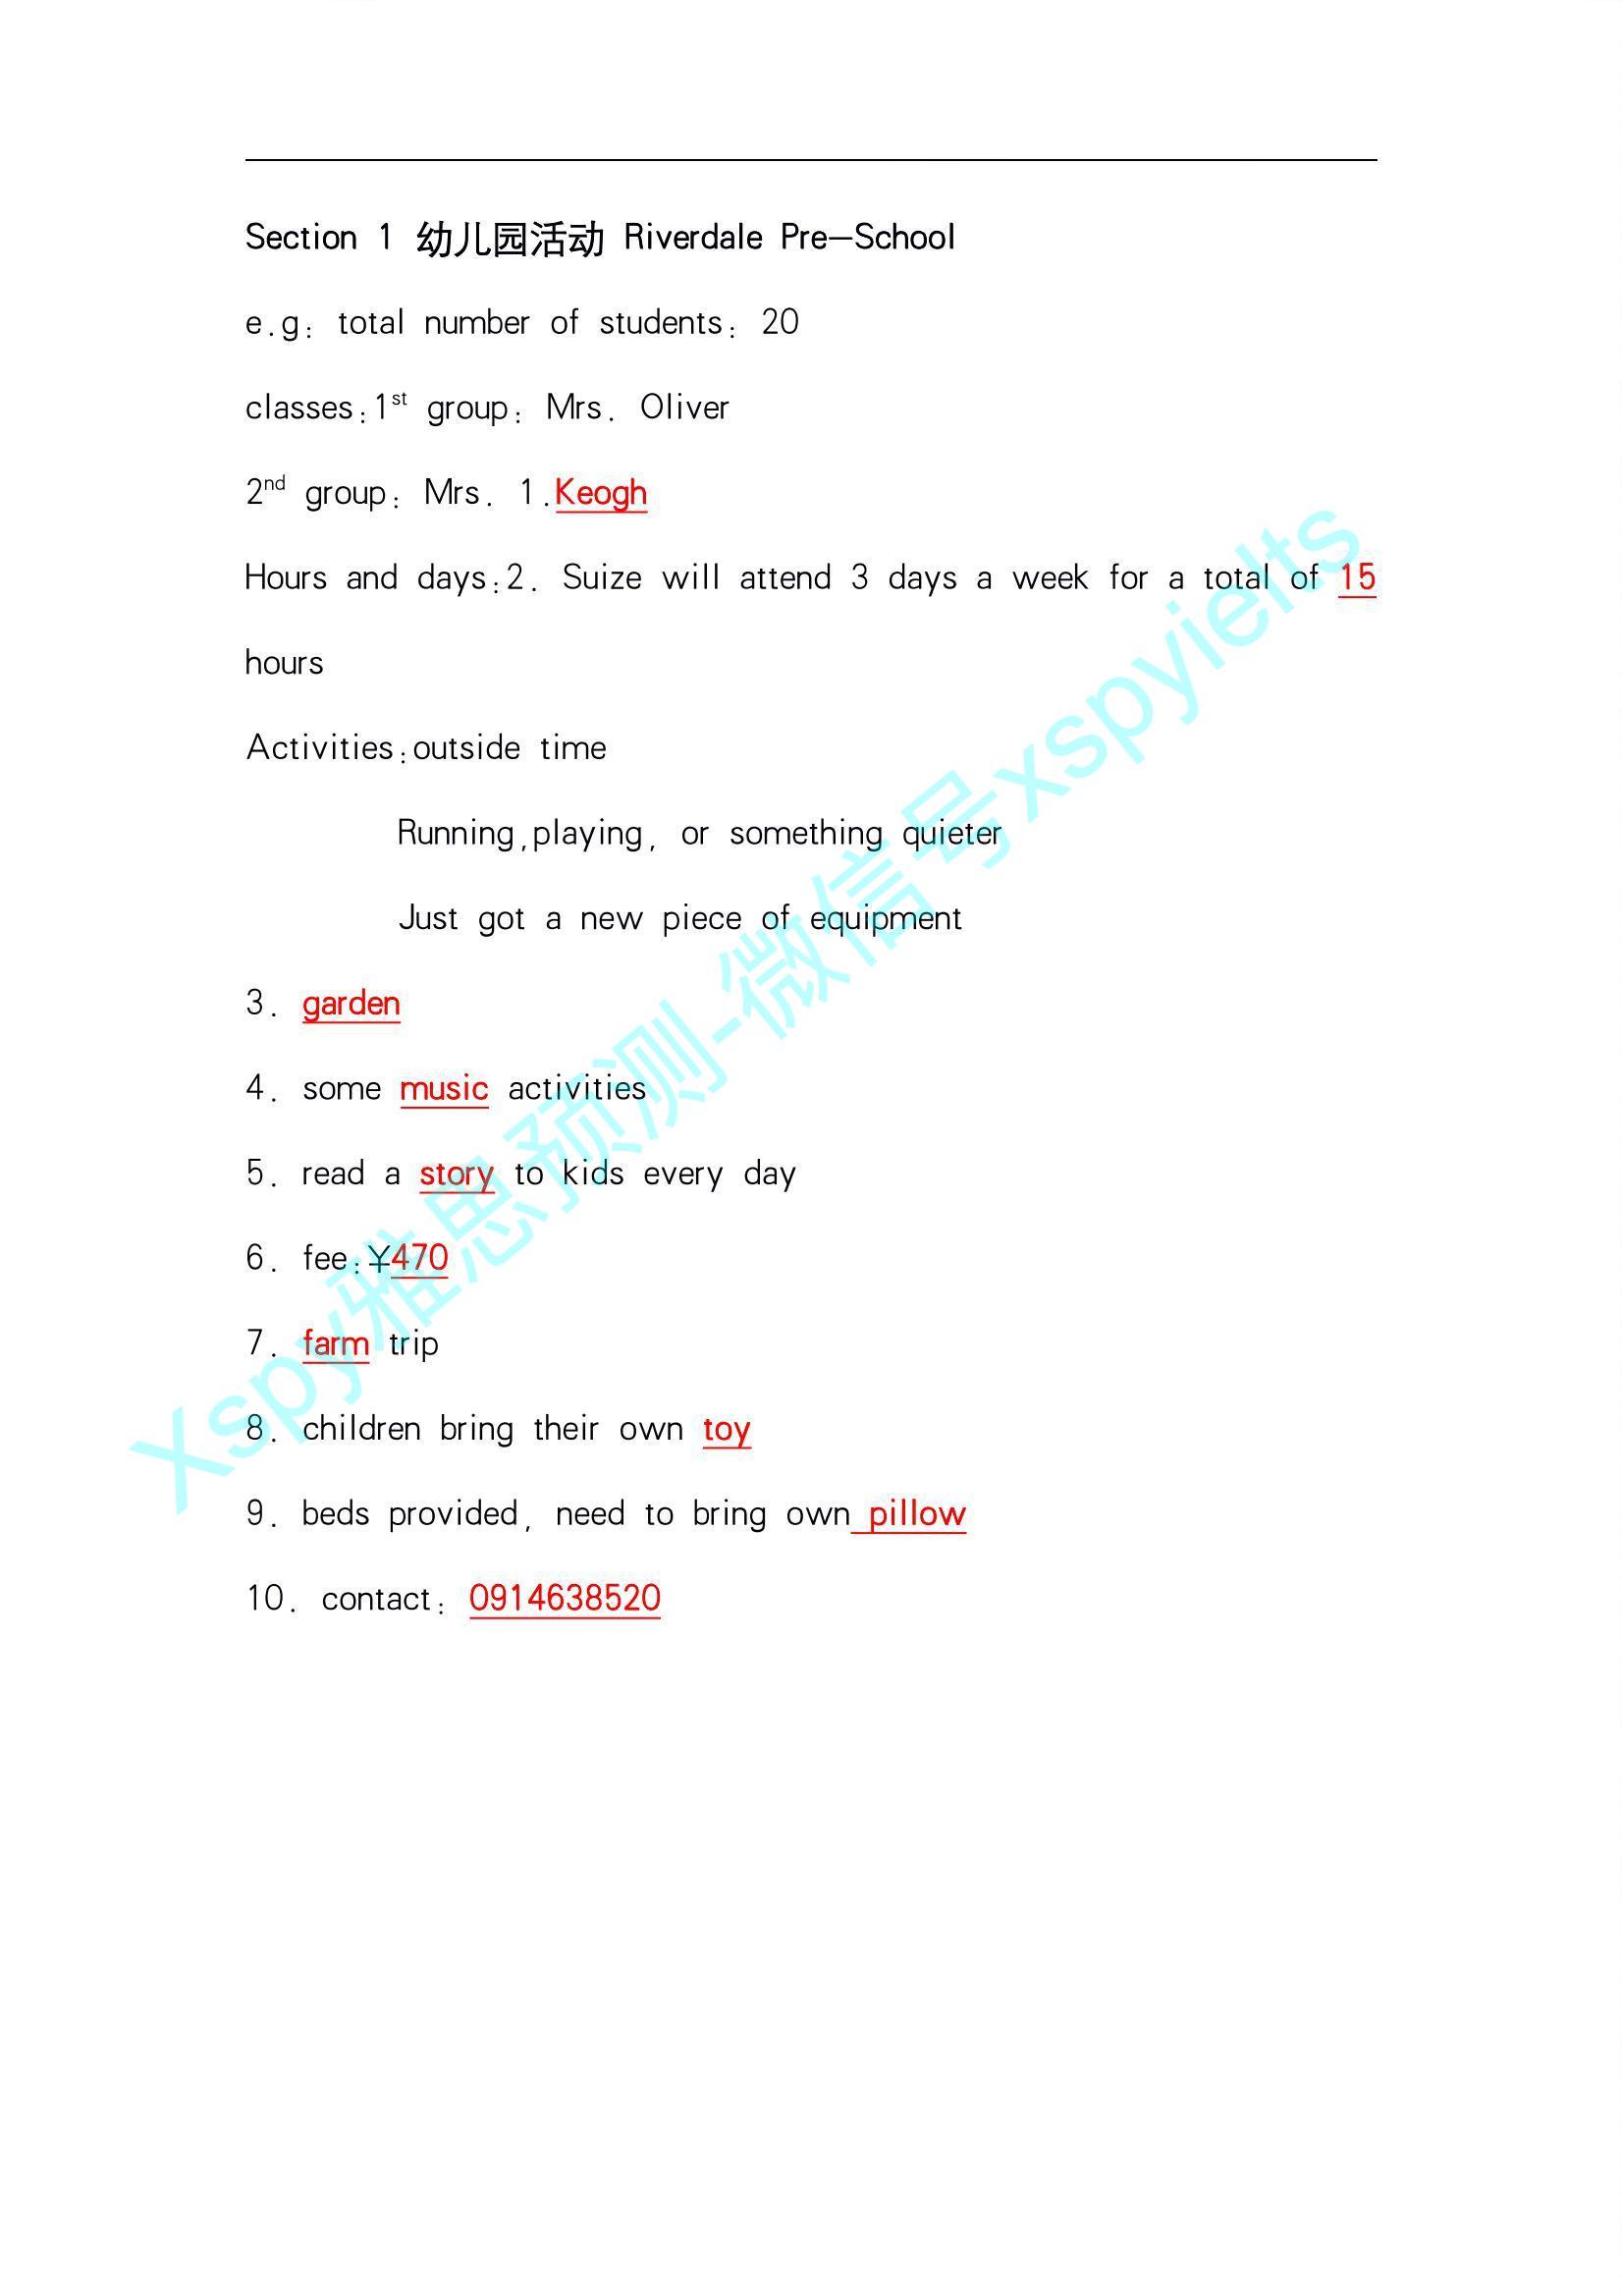 Section 1 幼儿园活动 Riverdale Pre-School
e.g: total number of students: 20
classes:1st group: Mrs. Oliver
2nd group: Mrs. 1.Keogh
Hours and days:2. Suize will attend 3 days a week for a total of 15
hours
Activities:outside time
Running,playing, or something quieter
Just got a new piece of equipment
3. garden
4. some music activities
5. read a story to kids every day
6. fee:¥470
7. farm trip
8. children bring their own toy
9. beds provided, need to bring own pillow
10. contact: 0914638520
Xspy雅思预测-微信号xspyielts